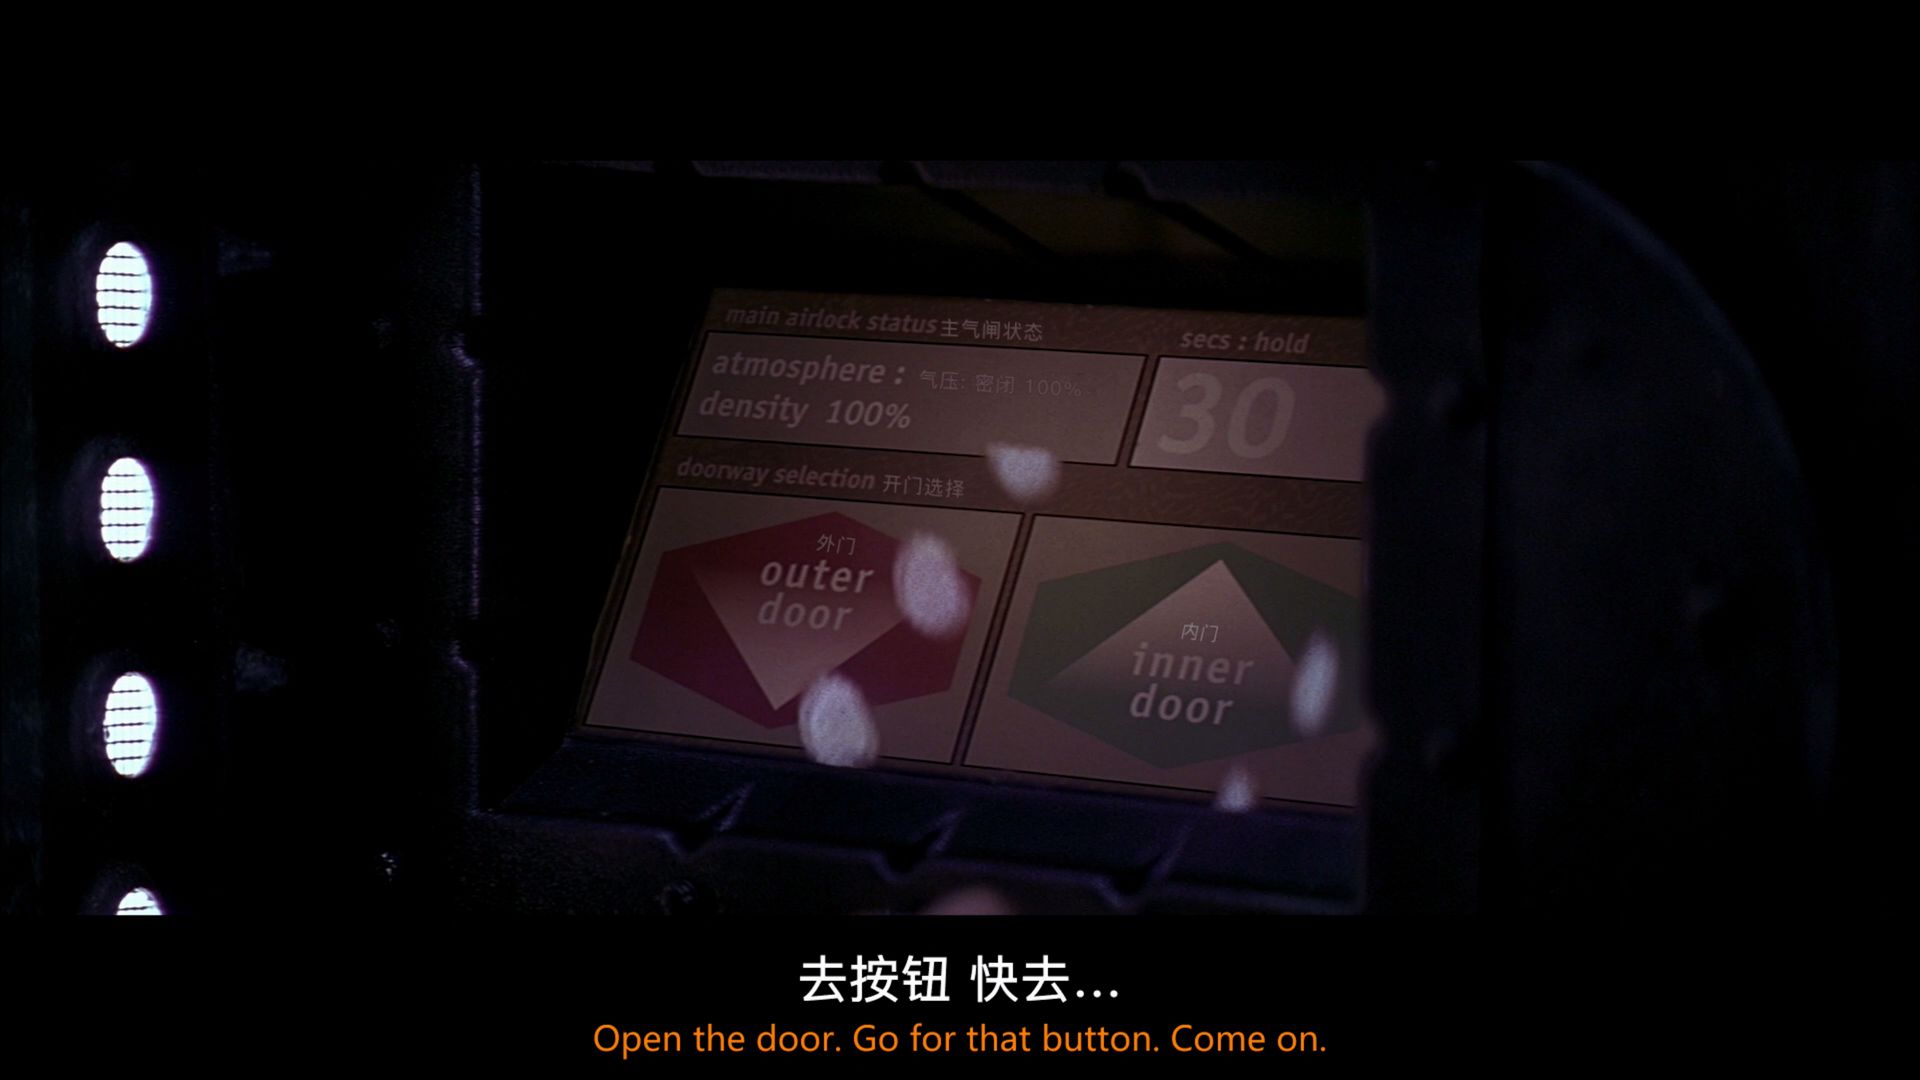 main airlock status 主气闸状态
secs : hold
atmosphere : 气压: 密闭 100%
density 100%
30
doorway selection 开门选择
外门
outer
door
内门
inner
door
去按钮 快去...
Open the door. Go for that button. Come on.